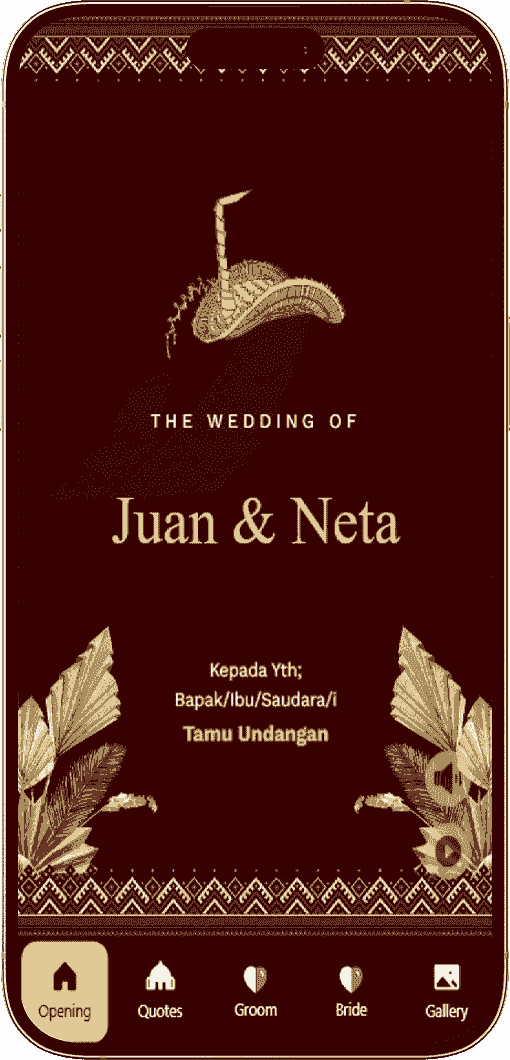 THE WEDDING OF
Juan & Neta
Kepada Yth;
Bapak/Ibu/Saudara/i
Tamu Undangan
Opening
Quotes
Groom
Bride
Gallery